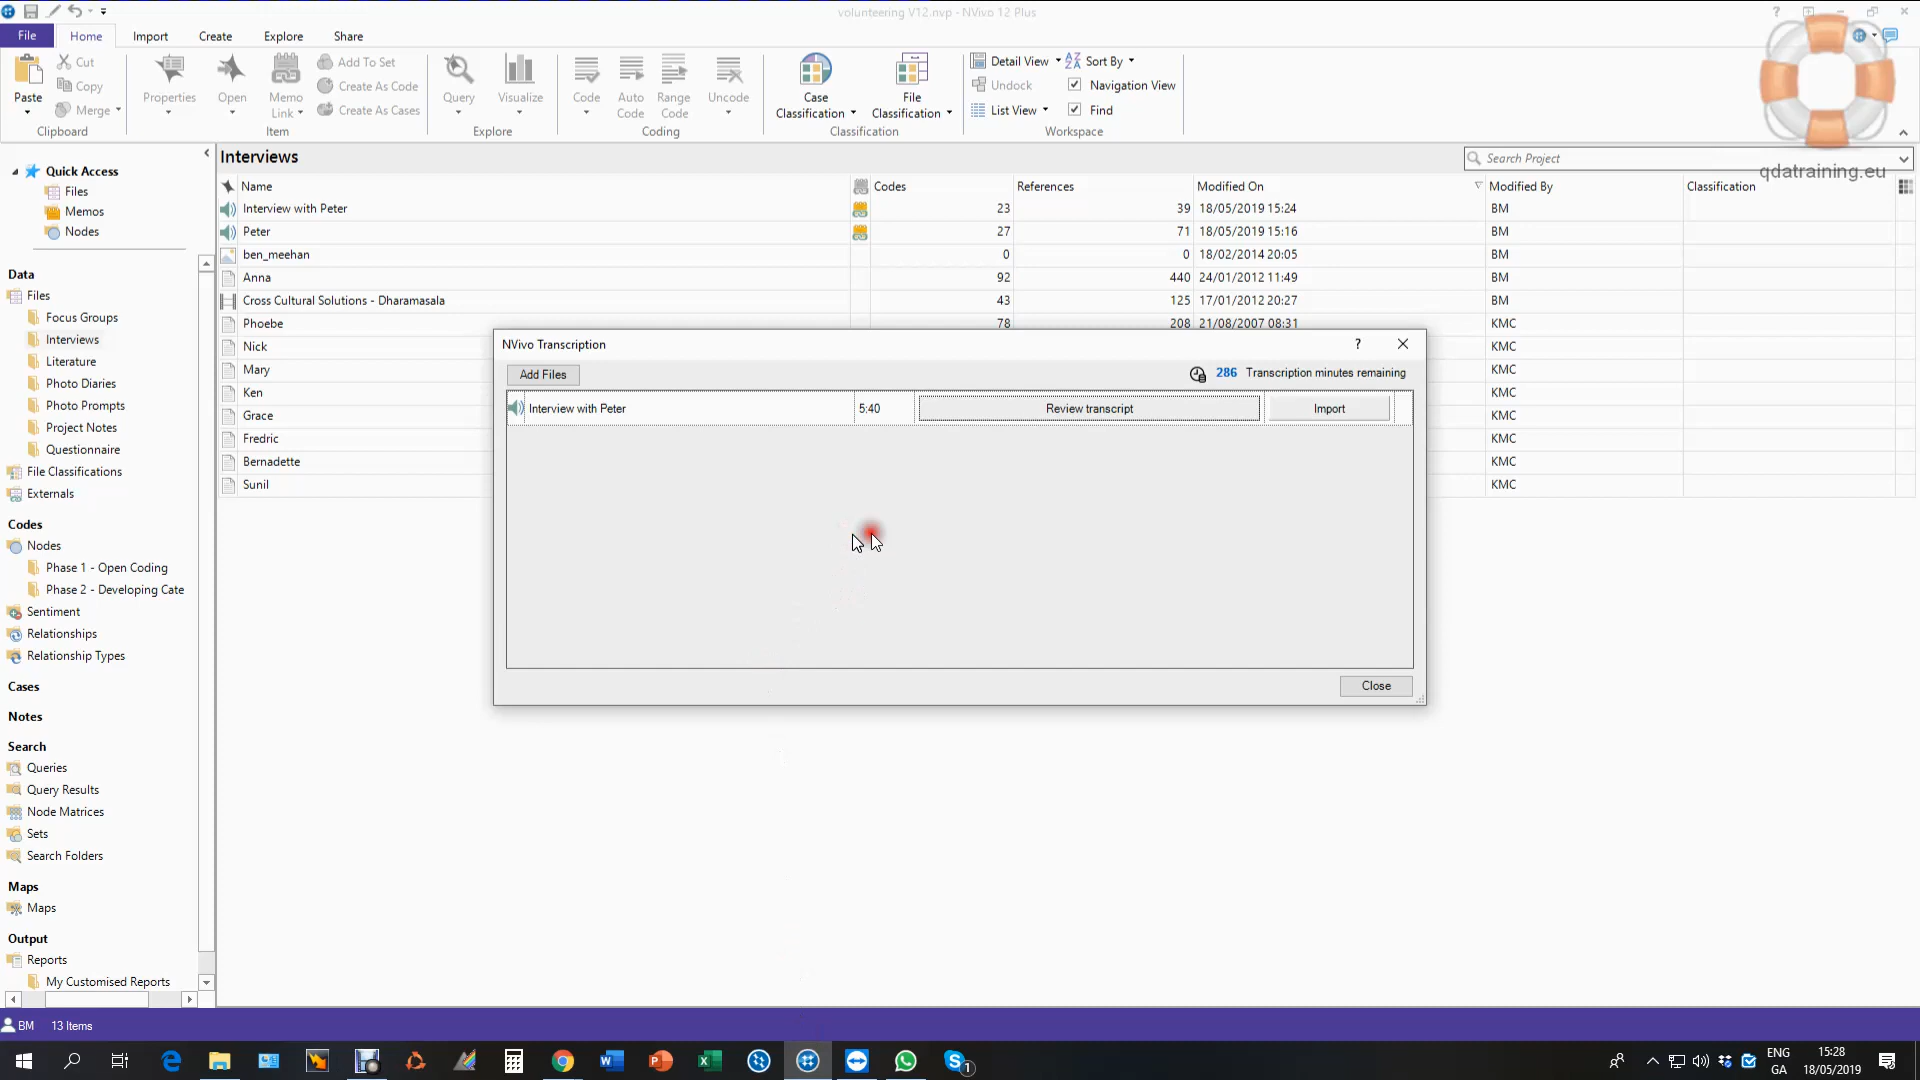 volunteering V12.nvp - NVivo 12 Plus
File Home Import Create Explore Share
Paste
Cut
Copy
Merge
Clipboard
Properties
Open
Memo Link
Add To Set
Create As Code
Create As Cases
Item
Query
Visualize
Explore
Code
Auto Code
Range Code
Uncode
Coding
Case Classification
File Classification
Classification
Detail View
Sort By
Undock
Navigation View
List View
Find
Workspace
qdatraining.eu
Quick Access
Files
Memos
Nodes
Data
Files
Focus Groups
Interviews
Literature
Photo Diaries
Photo Prompts
Project Notes
Questionnaire
File Classifications
Externals
Codes
Nodes
Phase 1 - Open Coding
Phase 2 - Developing Cate
Sentiment
Relationships
Relationship Types
Cases
Notes
Search
Queries
Query Results
Node Matrices
Sets
Search Folders
Maps
Maps
Output
Reports
My Customised Reports
Interviews
Search Project
Name Codes References Modified On Modified By Classification
Interview with Peter 23 39 18/05/2019 15:24 BM
Peter 27 71 18/05/2019 15:16 BM
ben_meehan 0 0 18/02/2014 20:05 BM
Anna 92 440 24/01/2012 11:49 BM
Cross Cultural Solutions - Dharamasala 43 125 17/01/2012 20:27 BM
Phoebe 78 208 21/08/2007 08:31 KMC
Nick KMC
Mary KMC
Ken KMC
Grace KMC
Fredric KMC
Bernadette KMC
Sunil KMC
NVivo Transcription
Add Files
286 Transcription minutes remaining
Interview with Peter 5:40 Review transcript Import
Close
BM 13 Items
ENG
GA
15:28
18/05/2019